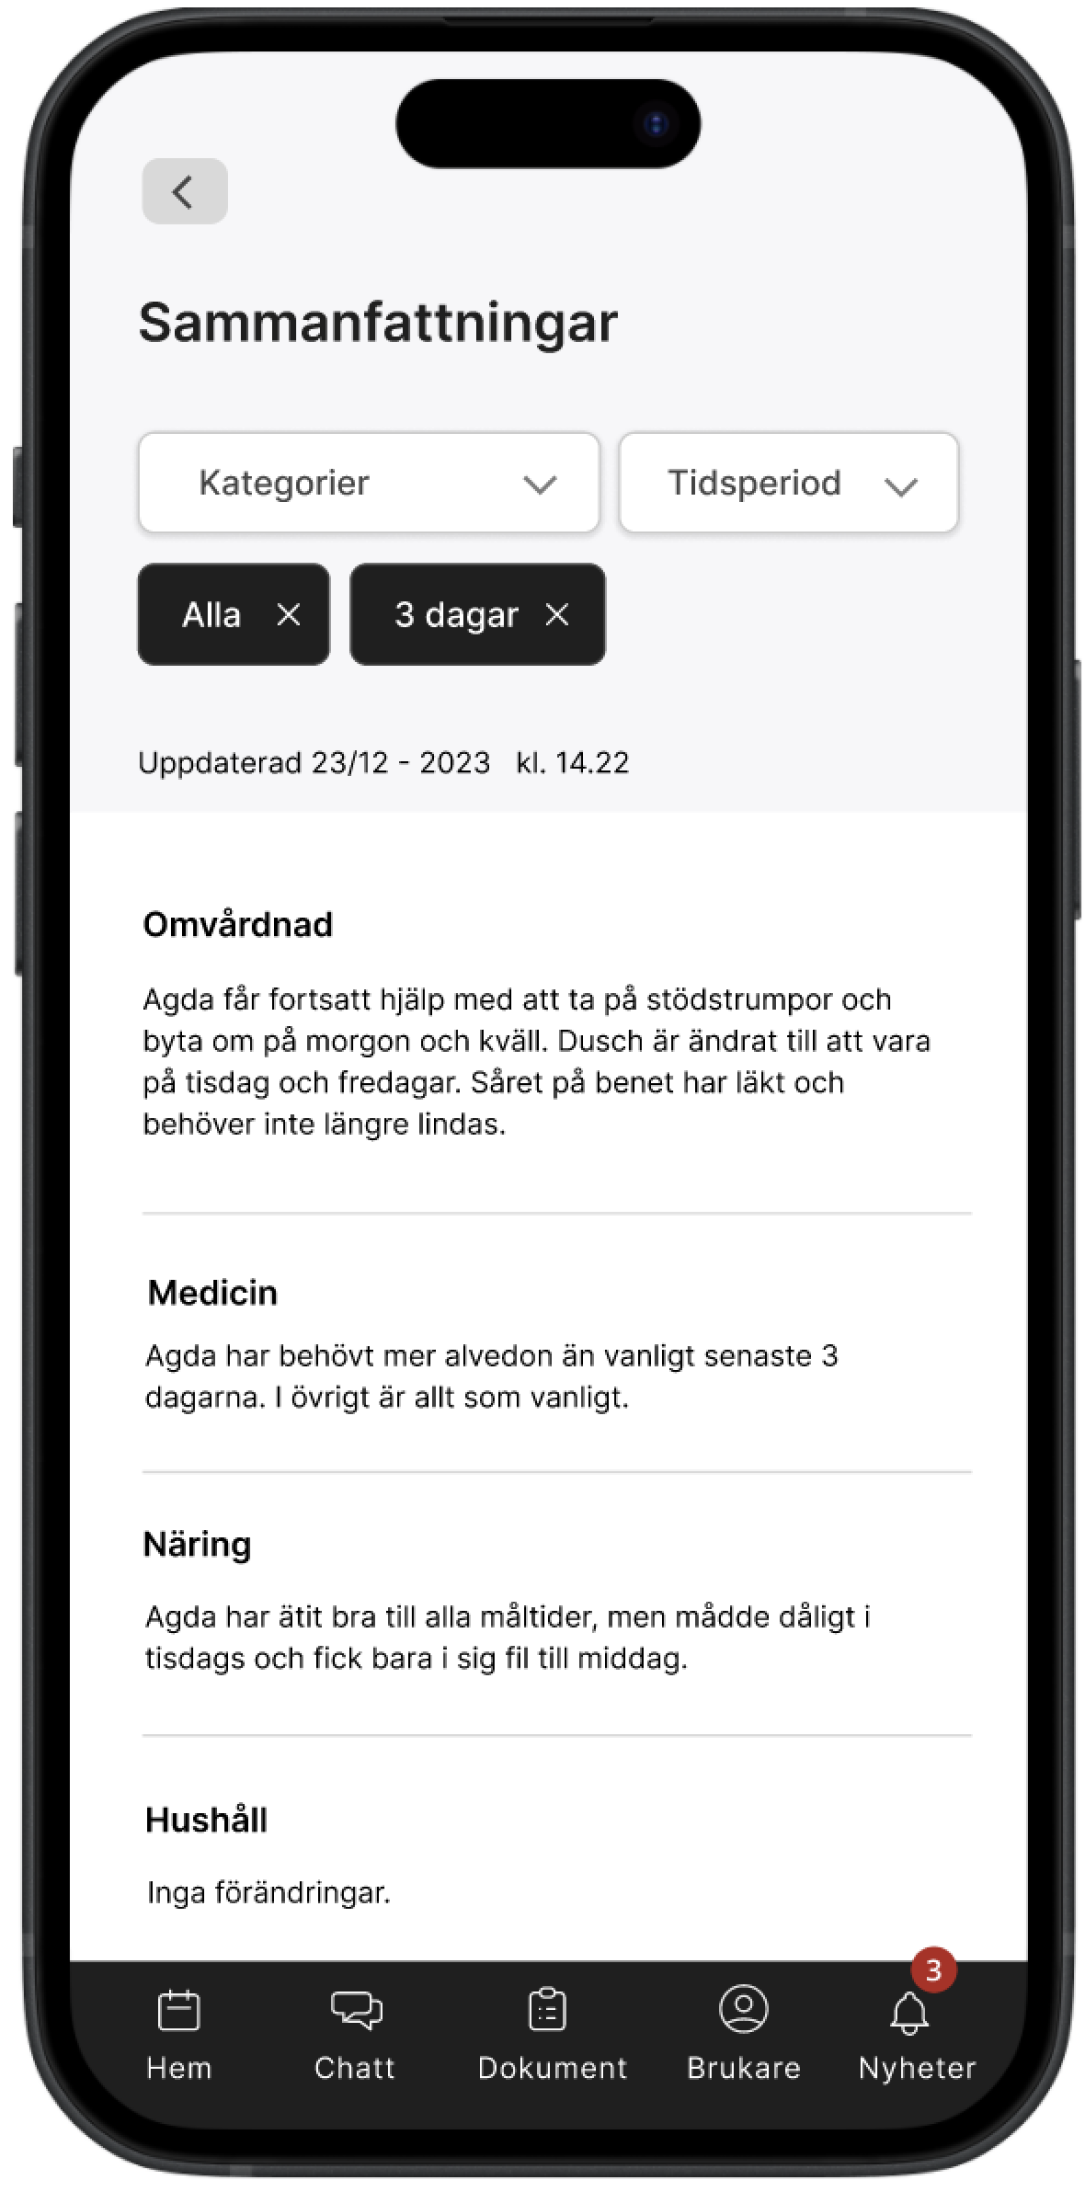 Sammanfattningar
Kategorier
Tidsperiod
Alla
3 dagar
Uppdaterad 23/12 - 2023 kl. 14.22
Omvårdnad
Agda får fortsatt hjälp med att ta på stödstrumpor och
byta om på morgon och kväll. Dusch är ändrat till att vara
på tisdag och fredagar. Såret på benet har läkt och
behöver inte längre lindas.
Medicin
Agda har behövt mer alvedon än vanligt senaste 3
dagarna. I övrigt är allt som vanligt.
Näring
Agda har ätit bra till alla måltider, men mådde dåligt i
tisdags och fick bara i sig fil till middag.
Hushåll
Inga förändringar.
3
Hem
Chatt
Dokument
Brukare
Nyheter